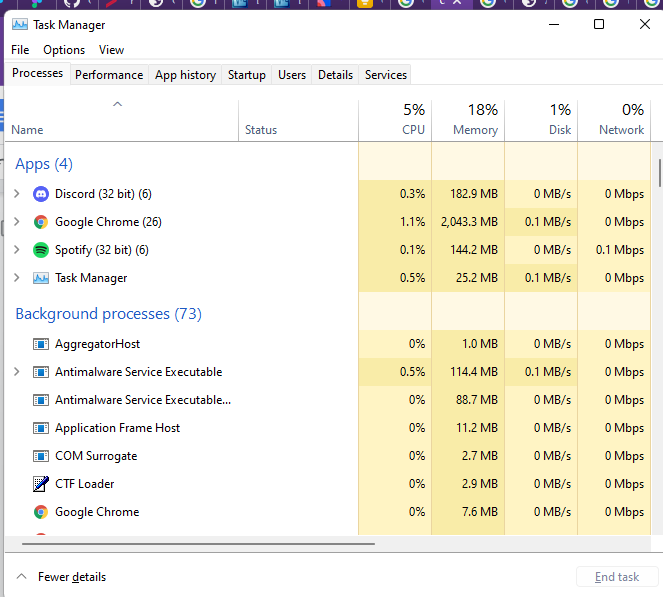 Task Manager
File Options View
Processes Performance App history Startup Users Details Services
5% 18% 1% 0%
Name Status CPU Memory Disk Network
Apps (4)
Discord (32 bit) (6) 0.3% 182.9 MB 0 MB/s 0 Mbps
Google Chrome (26) 1.1% 2,043.3 MB 0.1 MB/s 0 Mbps
Spotify (32 bit) (6) 0.1% 144.2 MB 0 MB/s 0.1 Mbps
Task Manager 0.5% 25.2 MB 0.1 MB/s 0 Mbps
Background processes (73)
AggregatorHost 0% 1.0 MB 0 MB/s 0 Mbps
Antimalware Service Executable 0.5% 114.4 MB 0.1 MB/s 0 Mbps
Antimalware Service Executable... 0% 88.7 MB 0 MB/s 0 Mbps
Application Frame Host 0% 11.2 MB 0 MB/s 0 Mbps
COM Surrogate 0% 2.7 MB 0 MB/s 0 Mbps
CTF Loader 0% 2.9 MB 0 MB/s 0 Mbps
Google Chrome 0% 7.6 MB 0 MB/s 0 Mbps
Fewer details End task